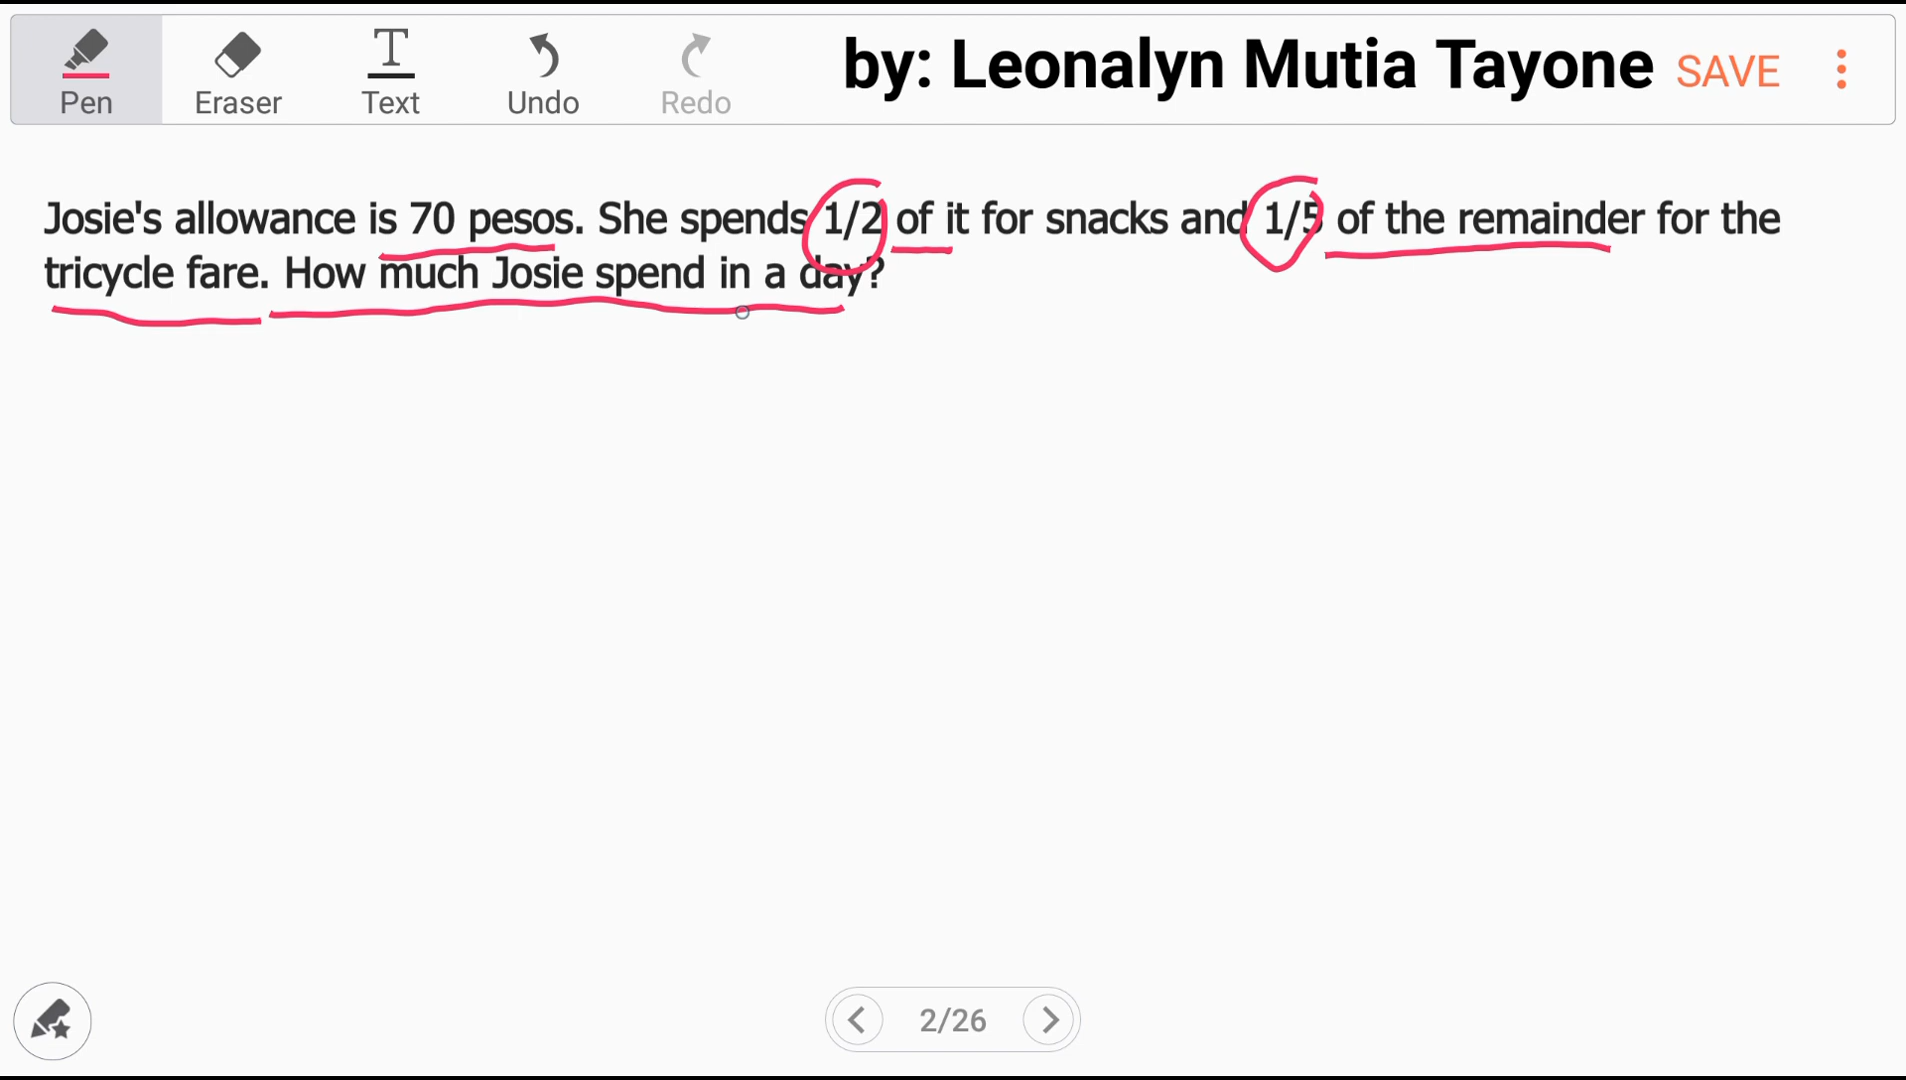 Pen Eraser Text Undo Redo by: Leonalyn Mutia Tayone SAVE
Josie's allowance is 70 pesos. She spends 1/2 of it for snacks and 1/5 of the remainder for the
tricycle fare. How much Josie spend in a day?
2/26